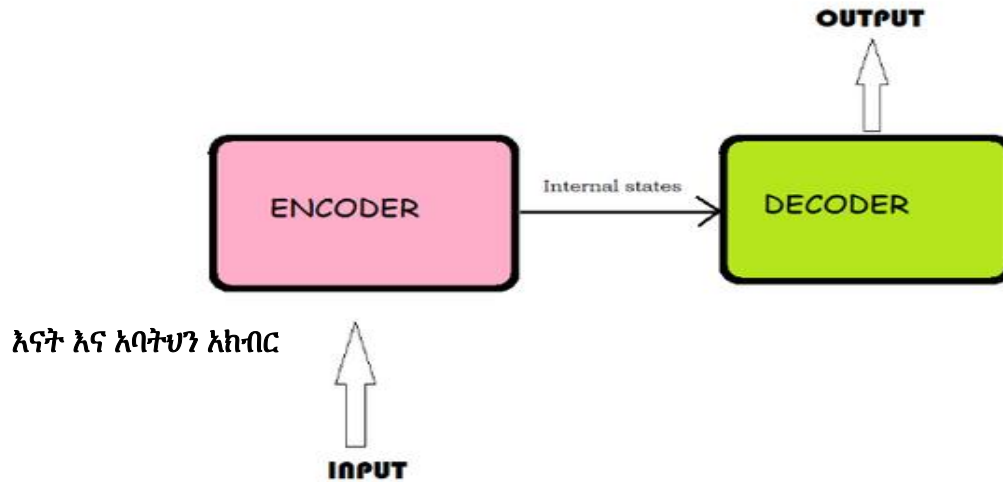 OUTPUT
Internal states
ENCODER
DECODER
እናት እና አባትህን አክብር
INPUT